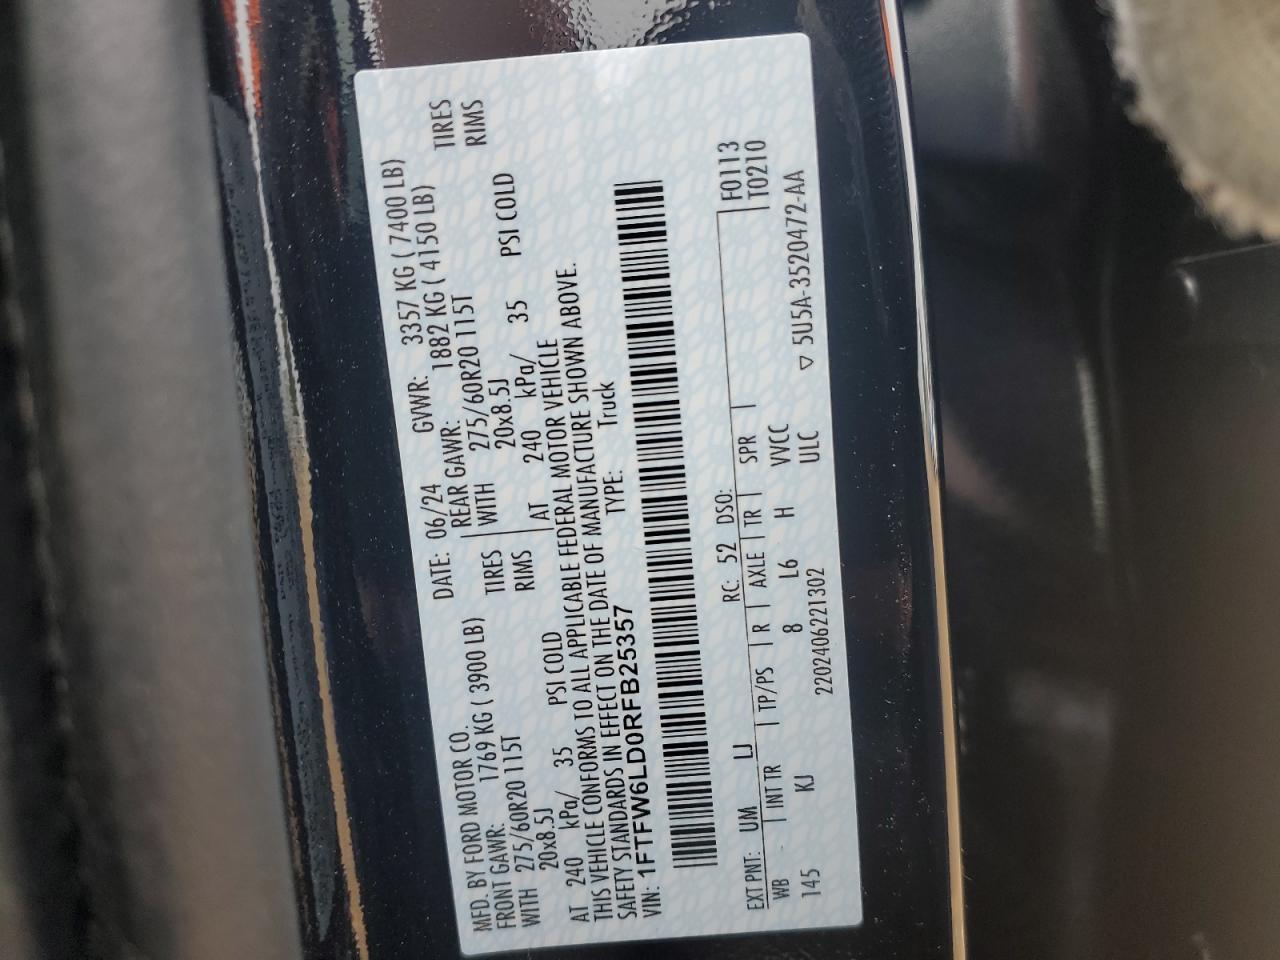 MFD. BY FORD MOTOR CO. DATE: 06/24 GVWR: 3357 KG ( 7400 LB)
FRONT GAWR: 1769 KG ( 3900 LB) REAR GAWR: 1882 KG ( 4150 LB)
WITH 275/60R20 115T TIRES WITH 275/60R20 115T TIRES
20x8.5J RIMS 20x8.5J RIMS
AT 240 kPa/ 35 PSI COLD AT 240 kPa/ 35 PSI COLD
THIS VEHICLE CONFORMS TO ALL APPLICABLE FEDERAL MOTOR VEHICLE
SAFETY STANDARDS IN EFFECT ON THE DATE OF MANUFACTURE SHOWN ABOVE.
VIN: 1FTFW6LD0RFB25357 TYPE: Truck
EXT PNT: UM LJ RC: 52 DSO: F0113
WB INT TR TP/PS R AXLE TR SPR T0210
145 KJ 8 L6 H VVCC
2202406221302 ULC ▽ 5U5A-3520472-AA